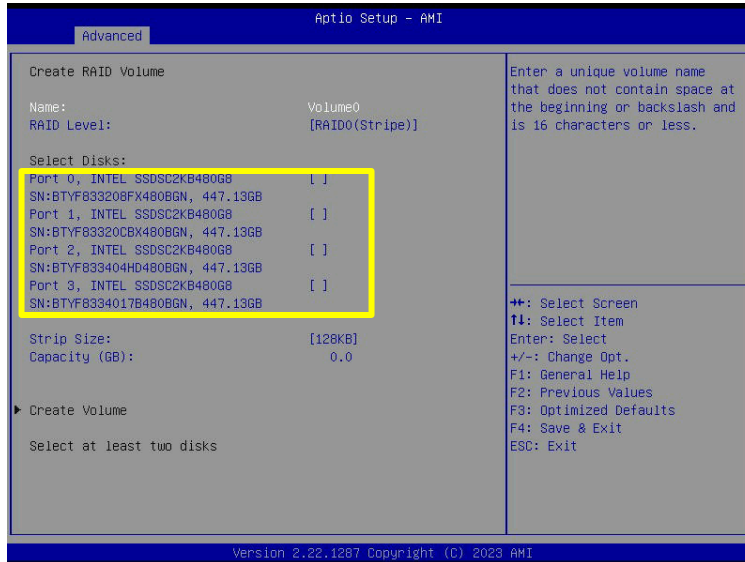 Aptio Setup - AMI
Advanced
Create RAID Volume
Name: Volume0
RAID Level: [RAID0(Stripe)]
Select Disks:
Port 0, INTEL SSDSC2KB480G8 [ ]
SN:BTYF833208FX480BGN, 447.13GB
Port 1, INTEL SSDSC2KB480G8 [ ]
SN:BTYF83320CBX480BGN, 447.13GB
Port 2, INTEL SSDSC2KB480G8 [ ]
SN:BTYF833404HD480BGN, 447.13GB
Port 3, INTEL SSDSC2KB480G8 [ ]
SN:BTYF8334017B480BGN, 447.13GB
Strip Size: [128KB]
Capacity (GB): 0.0
Create Volume
Select at least two disks
Enter a unique volume name
that does not contain space at
the beginning or backslash and
is 16 characters or less.
→←: Select Screen
↑↓: Select Item
Enter: Select
+/-: Change Opt.
F1: General Help
F2: Previous Values
F3: Optimized Defaults
F4: Save & Exit
ESC: Exit
Version 2.22.1287 Copyright (C) 2023 AMI